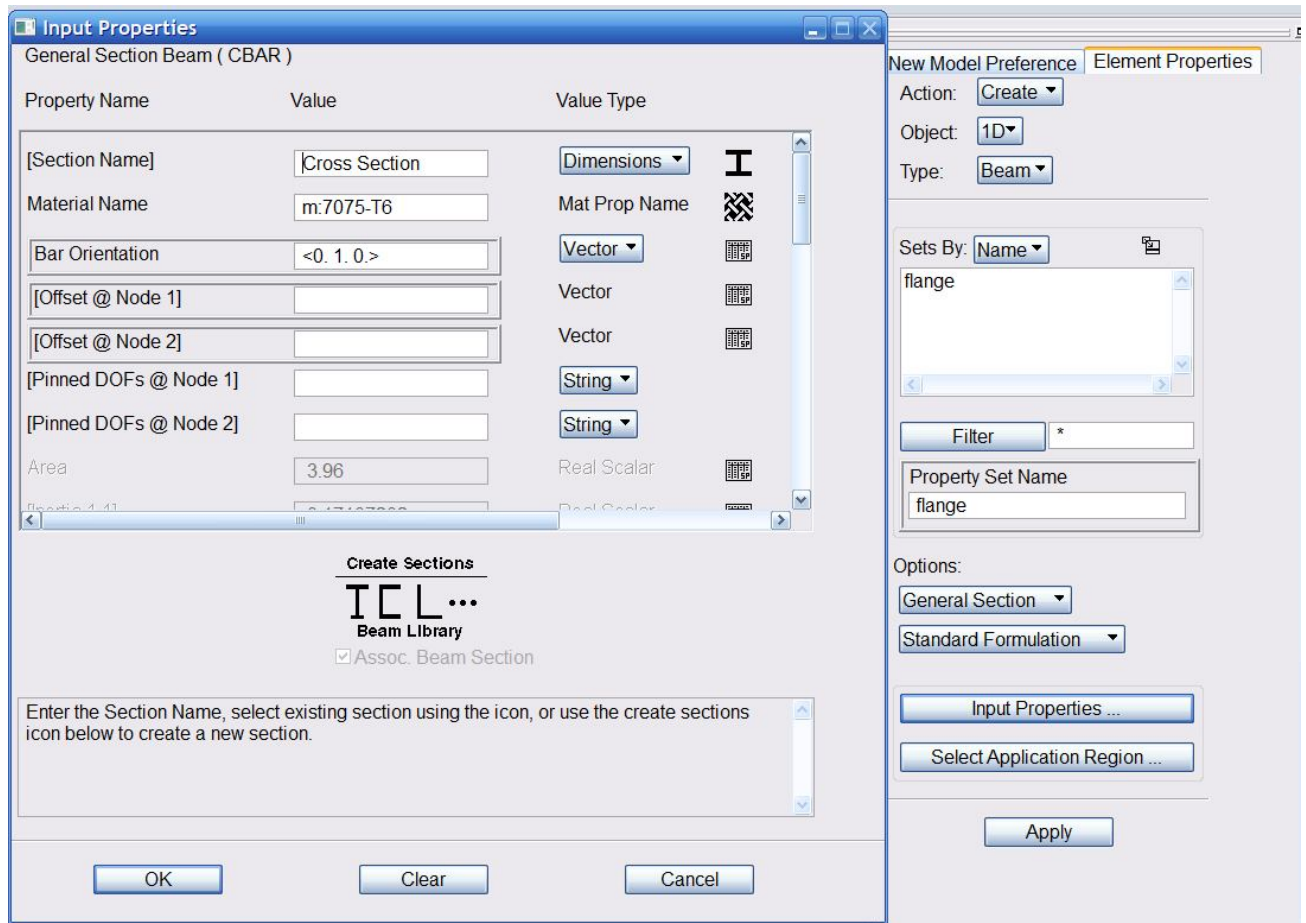 Input Properties
General Section Beam ( CBAR )
Property Name Value Value Type
[Section Name] Cross Section Dimensions
Material Name m:7075-T6 Mat Prop Name
Bar Orientation <0. 1. 0.> Vector
[Offset @ Node 1] Vector
[Offset @ Node 2] Vector
[Pinned DOFs @ Node 1] String
[Pinned DOFs @ Node 2] String
Area 3.96 Real Scalar
Create Sections
Beam Library
Assoc. Beam Section
Enter the Section Name, select existing section using the icon, or use the create sections
icon below to create a new section.
OK Clear Cancel
New Model Preference Element Properties
Action: Create
Object: 1D
Type: Beam
Sets By: Name
flange
Filter *
Property Set Name
flange
Options:
General Section
Standard Formulation
Input Properties ...
Select Application Region ...
Apply